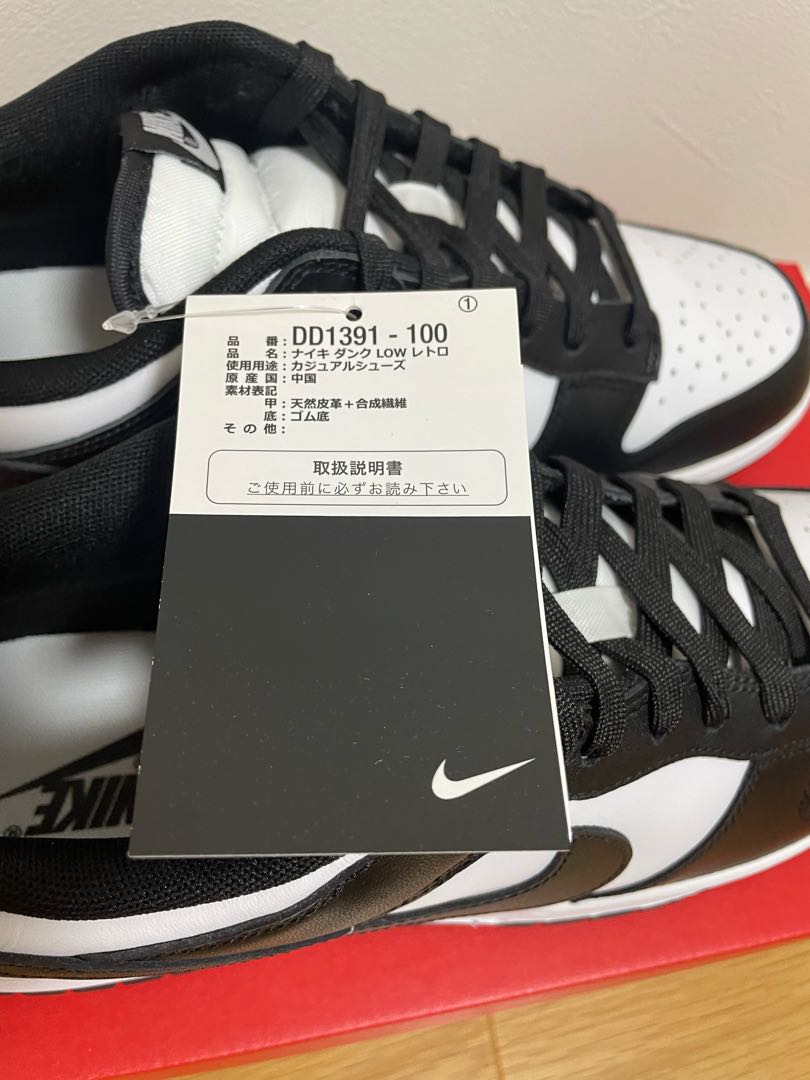 ①
品番：DD1391 - 100
品名：ナイキ ダンク LOW レトロ
使用用途：カジュアルシューズ
原産国：中国
素材表記
甲：天然皮革＋合成繊維
底：ゴム底
その他：
取扱説明書
ご使用前に必ずお読み下さい
NIKE®